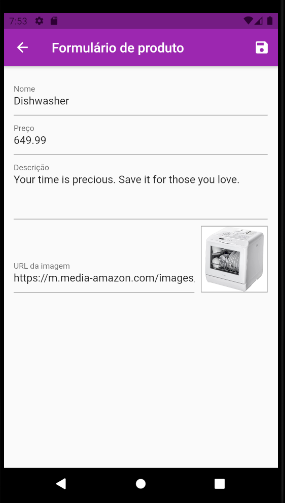 7:53
Formulário de produto
Nome
Dishwasher
Preço
649.99
Descrição
Your time is precious. Save it for those you love.
URL da imagem
https://m.media-amazon.com/images.